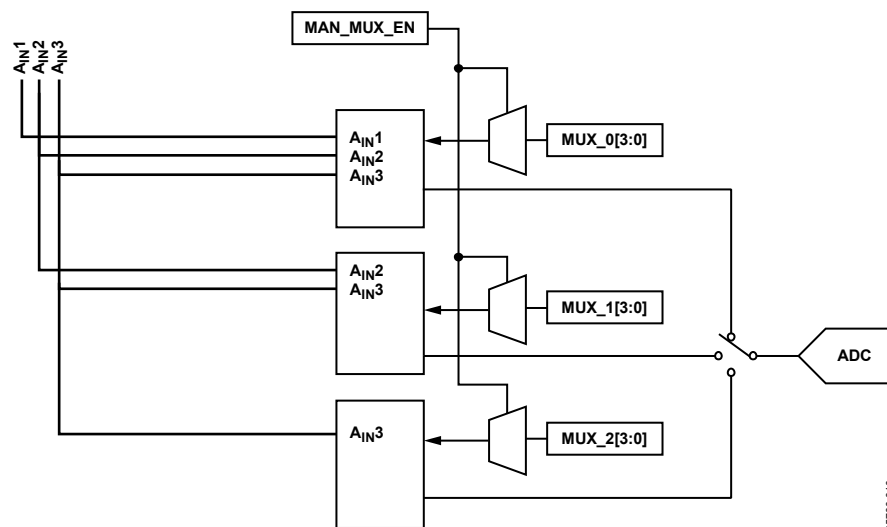 MAN_MUX_EN
AIN1
AIN2
AIN3
AIN1
AIN2
AIN3
MUX_0[3:0]
AIN2
AIN3
MUX_1[3:0]
ADC
AIN3
MUX_2[3:0]